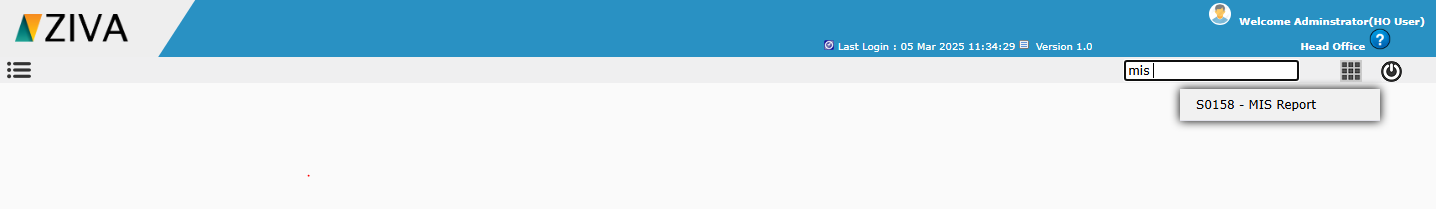 ZIVA
Welcome Adminstrator(HO User)
Last Login : 05 Mar 2025 11:34:29 Version 1.0
Head Office ?
mis
S0158 - MIS Report